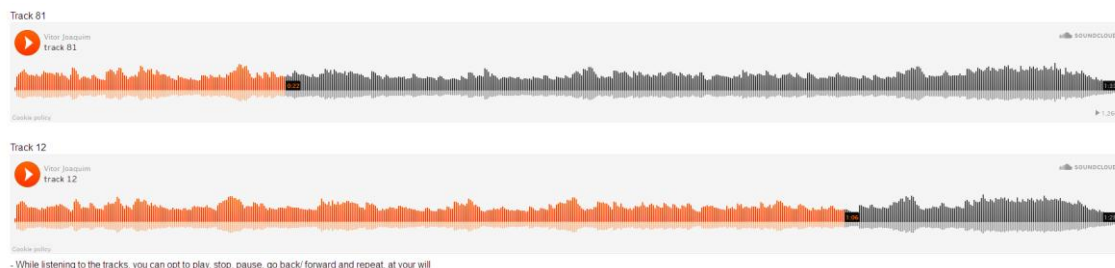 Track 81
Vitor Joaquim
track 81
SOUNDCLOUD
0:22
Cookie policy
Track 12
Vitor Joaquim
track 12
SOUNDCLOUD
1:06
Cookie policy
- While listening to the tracks, you can opt to play, stop, pause, go back/ forward and repeat, at your will